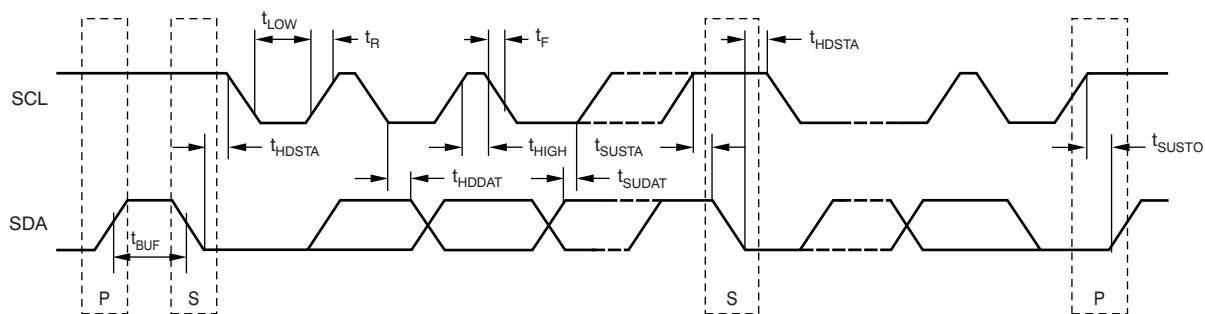 tLOW
tR
tF
tHDSTA
SCL
tHDSTA
tHIGH
tSUSTA
tSUSTO
tHDDAT
tSUDAT
SDA
tBUF
P
S
S
P